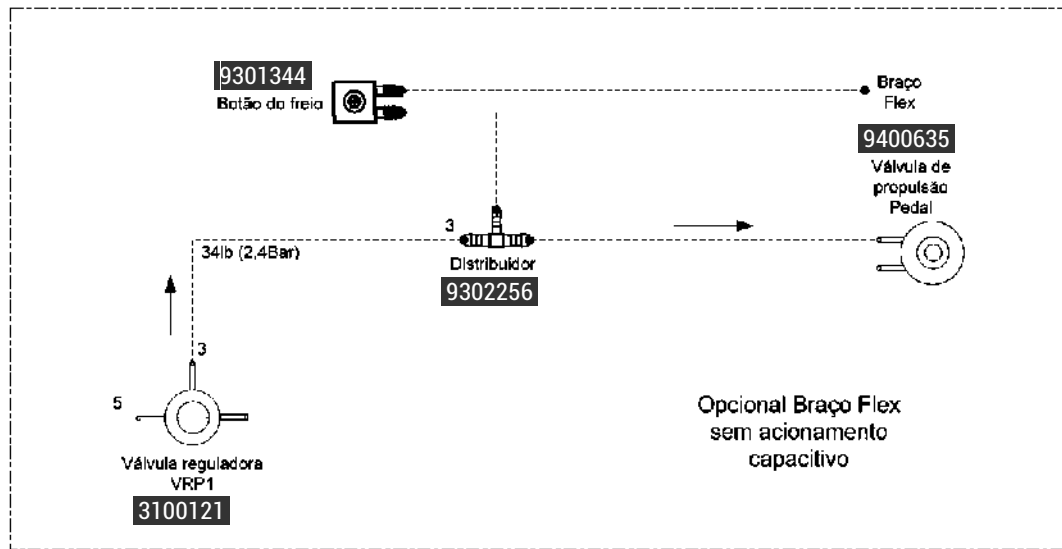 9301344
Botão do freio
Braço
Flex
9400635
Válvula de
propulsão
Pedal
3
34lb (2,4Bar)
Distribuidor
9302256
3
5
Válvula reguladora
VRP1
3100121
Opcional Braço Flex
sem acionamento
capacitivo